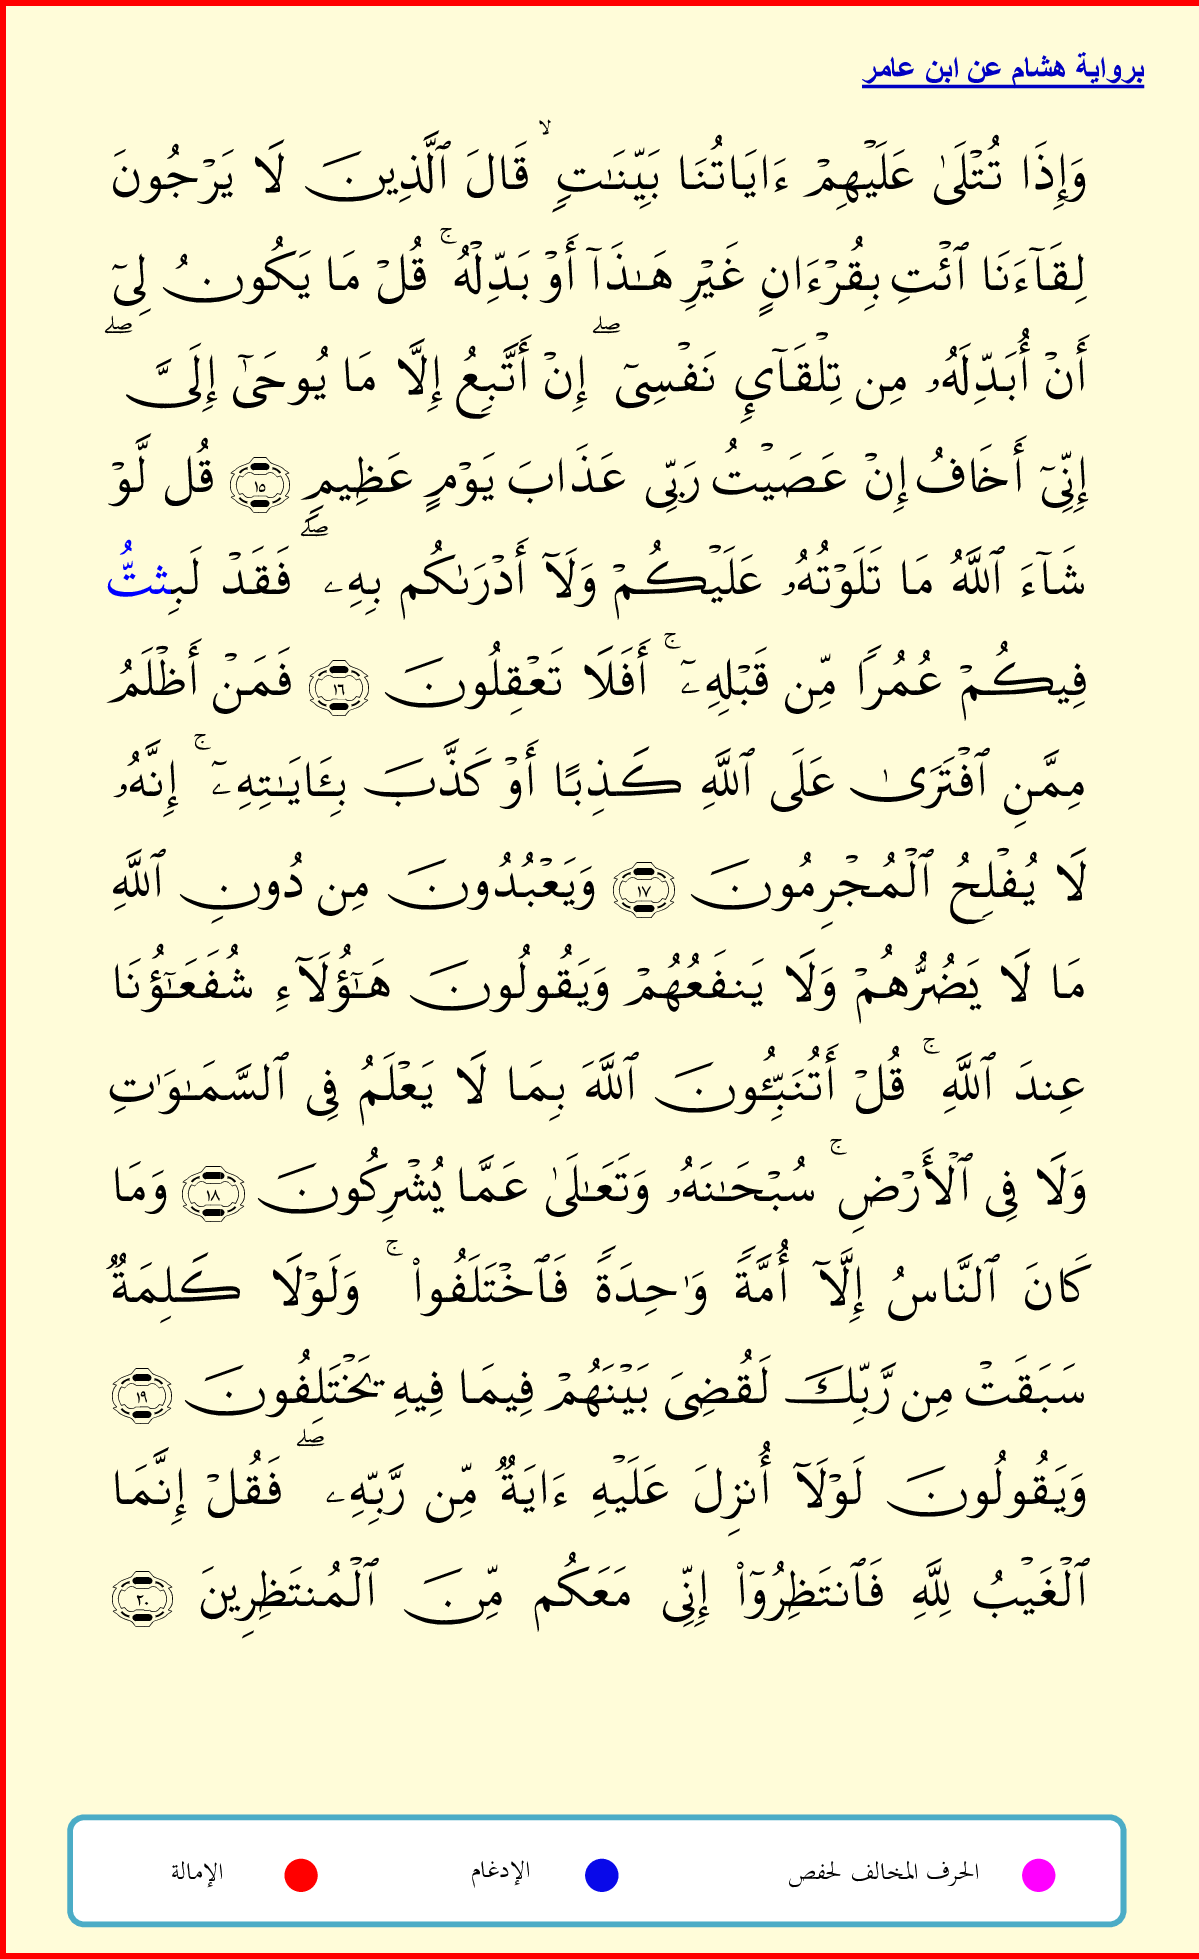 برواية هشام عن ابن عامر
وَإِذَا تُتۡلَىٰ عَلَيۡهِمۡ ءَايَاتُنَا بَيِّنَٰتٖ ۙ قَالَ ٱلَّذِينَ لَا يَرۡجُونَ
لِقَآءَنَا ٱئۡتِ بِقُرۡءَانٍ غَيۡرِ هَٰذَآ أَوۡ بَدِّلۡهُ ۚ قُلۡ مَا يَكُونُ لِيٓ
أَنۡ أُبَدِّلَهُۥ مِن تِلۡقَآيِٕ نَفۡسِيٓ ۖ إِنۡ أَتَّبِعُ إِلَّا مَا يُوحَىٰٓ إِلَيَّ ۖ
إِنِّيٓ أَخَافُ إِنۡ عَصَيۡتُ رَبِّي عَذَابَ يَوۡمٍ عَظِيمٖ ١٥ قُل لَّوۡ
شَآءَ ٱللَّهُ مَا تَلَوۡتُهُۥ عَلَيۡكُمۡ وَلَآ أَدۡرَىٰكُم بِهِۦ ۖ فَقَدۡ لَبِثتُّ
فِيكُمۡ عُمُرٗا مِّن قَبۡلِهِۦٓ ۚ أَفَلَا تَعۡقِلُونَ ١٦ فَمَنۡ أَظۡلَمُ
مِمَّنِ ٱفۡتَرَىٰ عَلَى ٱللَّهِ كَذِبًا أَوۡ كَذَّبَ بِـَٔايَٰتِهِۦٓ ۚ إِنَّهُۥ
لَا يُفۡلِحُ ٱلۡمُجۡرِمُونَ ١٧ وَيَعۡبُدُونَ مِن دُونِ ٱللَّهِ
مَا لَا يَضُرُّهُمۡ وَلَا يَنفَعُهُمۡ وَيَقُولُونَ هَٰٓؤُلَآءِ شُفَعَٰٓؤُنَا
عِندَ ٱللَّهِ ۚ قُلۡ أَتُنَبِّـُٔونَ ٱللَّهَ بِمَا لَا يَعۡلَمُ فِي ٱلسَّمَٰوَٰتِ
وَلَا فِي ٱلۡأَرۡضِ ۚ سُبۡحَٰنَهُۥ وَتَعَٰلَىٰ عَمَّا يُشۡرِكُونَ ١٨ وَمَا
كَانَ ٱلنَّاسُ إِلَّآ أُمَّةٗ وَٰحِدَةٗ فَٱخۡتَلَفُواْ ۚ وَلَوۡلَا كَلِمَةٞ
سَبَقَتۡ مِن رَّبِّكَ لَقُضِيَ بَيۡنَهُمۡ فِيمَا فِيهِ يَخۡتَلِفُونَ ١٩
وَيَقُولُونَ لَوۡلَآ أُنزِلَ عَلَيۡهِ ءَايَةٞ مِّن رَّبِّهِۦ ۖ فَقُلۡ إِنَّمَا
ٱلۡغَيۡبُ لِلَّهِ فَٱنتَظِرُوٓاْ إِنِّي مَعَكُم مِّنَ ٱلۡمُنتَظِرِينَ ٢٠
الحرف المخالف لحفص الإدغام الإمالة